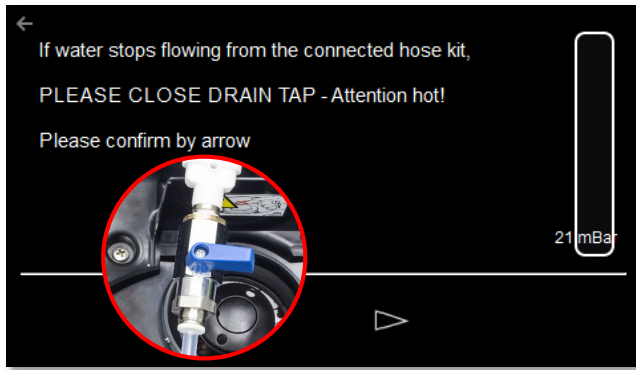 If water stops flowing from the connected hose kit,
PLEASE CLOSE DRAIN TAP - Attention hot!
Please confirm by arrow
21 mBar